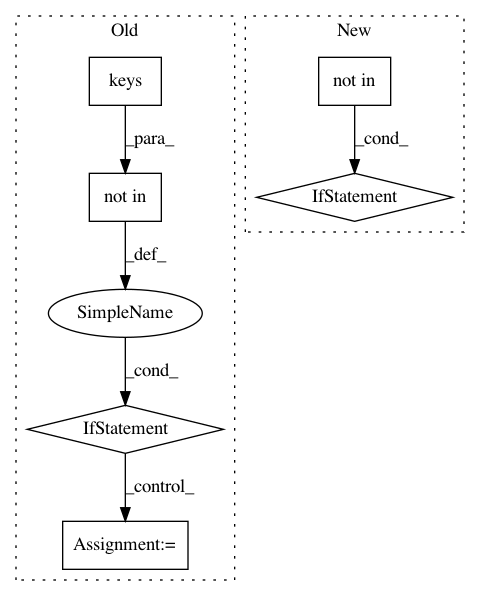 Old
keys
_para_
not in
_def_
SimpleName
_cond_
IfStatement
_control_
Assignment:=
New
not in
_cond_
IfStatement